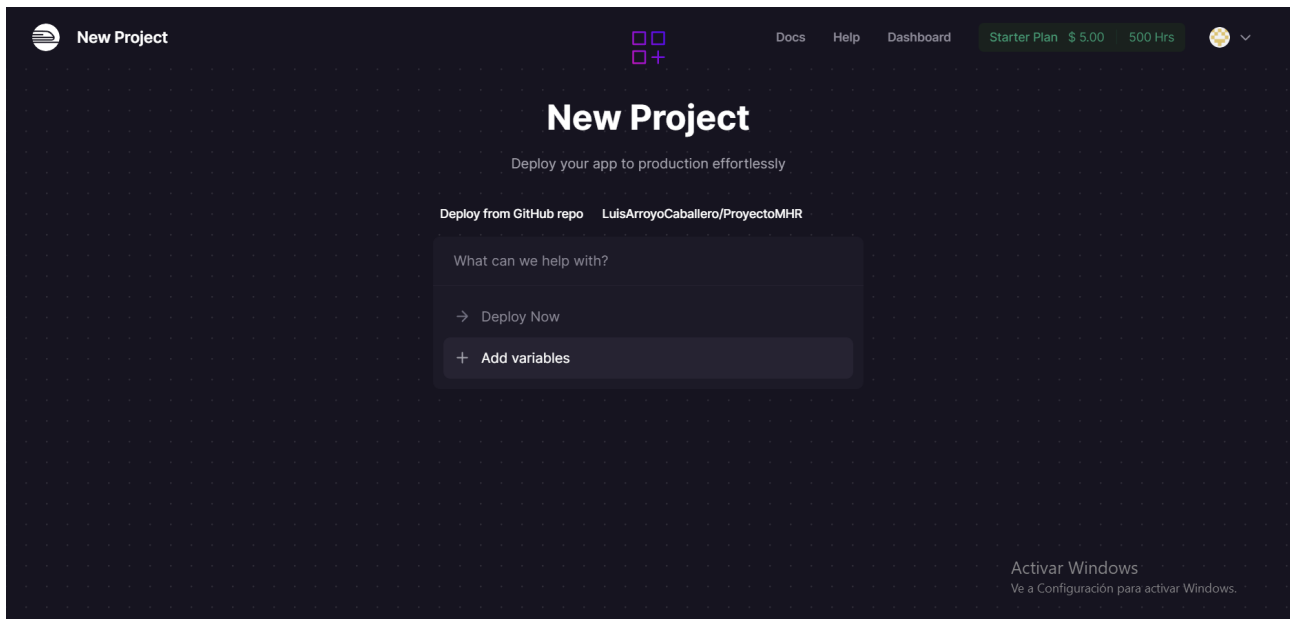 New Project
Docs Help Dashboard Starter Plan $ 5.00 500 Hrs
New Project
Deploy your app to production effortlessly
Deploy from GitHub repo LuisArroyoCaballero/ProyectoMHR
What can we help with?
Deploy Now
Add variables
Activar Windows
Ve a Configuración para activar Windows.